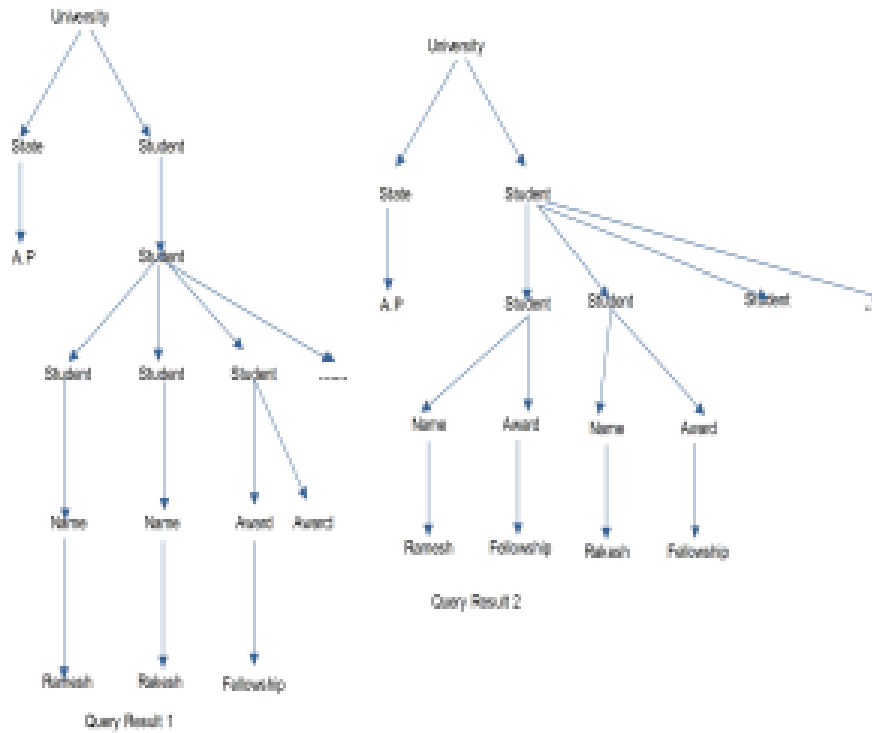 University
State Student
A.P Student
Student Student Student ......
Name Name Award Award
Ramesh Rakesh Fellowship
Query Result 1
University
State Student
A.P Student Student Student
Name Award Name Award
Ramesh Fellowship Rakesh Fellowship
Query Result 2